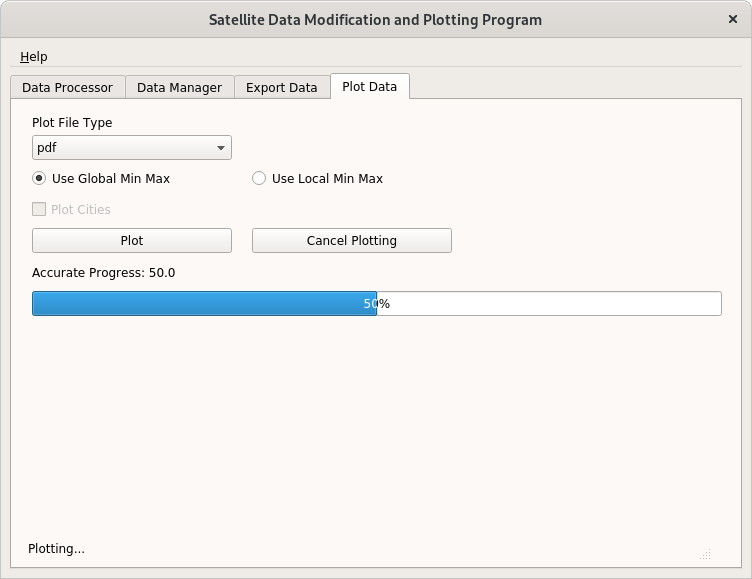 Satellite Data Modification and Plotting Program ×
Help
Data Processor Data Manager Export Data Plot Data
Plot File Type
pdf
Use Global Min Max Use Local Min Max
Plot Cities
Plot Cancel Plotting
Accurate Progress: 50.0
50%
Plotting...